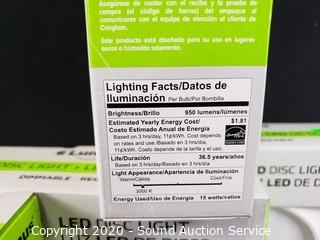 Asegúrese de contar con el recibo y la prueba de
compra (el código de barras) del empaque al
comunicarse con el equipo de atención al cliente de
Conglom.
Este producto está diseñado para su uso en lugares
secos o húmedos solamente.
Lighting Facts/Datos de
Iluminación Per Bulb/Por Bombilla
Brightness/Brillo 950 lumens/lúmenes
Estimated Yearly Energy Cost/ $1.81
Costo Estimado Anual de Energía
Based on 3 hrs/day, 11¢/kWh. Cost depends
on rates and use. Basado en 3 hrs/day,
11¢/kWh. Costo depende de la tarifa y el uso.
Life/Duración 36.5 years/años
Based on 3 hrs/day/Basado en 3 hrs/día
Light Appearance/Apariencia de Iluminación
Warm/Cálida Cool/Fría
3000 K
Energy Used/Uso de Energía 15 watts/vatios
DISC LIGHT
DISC LIGHT
LED DE DISCO
LED DISC LIGHT
Copyright 2020 - Sound Auction Service